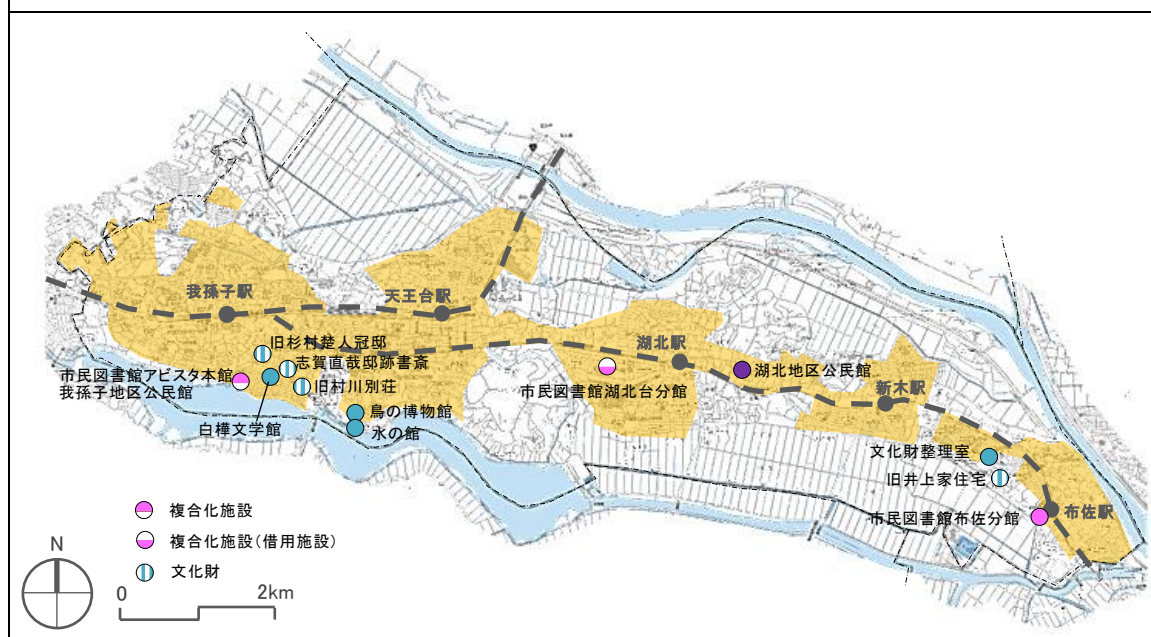 我孫子駅
天王台駅
旧杉村楚人冠邸
志賀直哉邸跡書斎
市民図書館アビスタ本館
我孫子地区公民館
旧村川別荘
白樺文学館
鳥の博物館
水の館
湖北駅
市民図書館湖北台分館
湖北地区公民館
新木駅
文化財整理室
旧井上家住宅
市民図書館布佐分館
布佐駅
複合化施設
複合化施設(借用施設)
文化財
N
0
2km